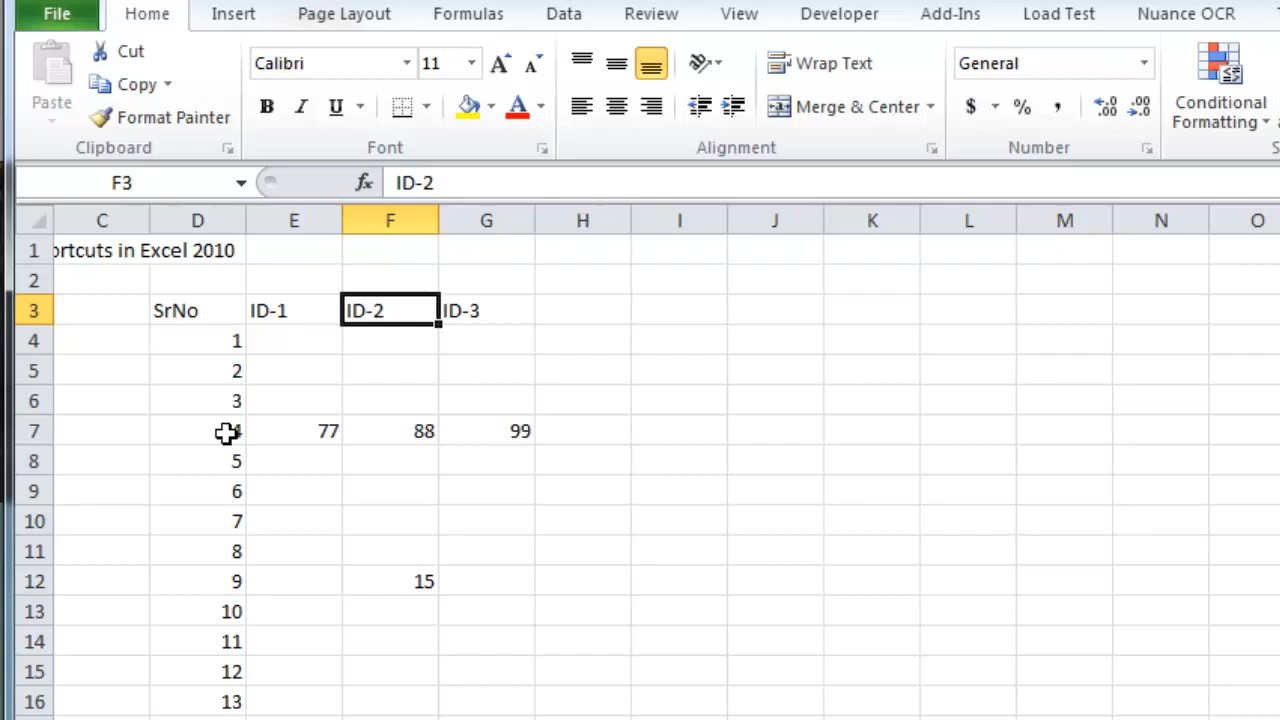 File Home Insert Page Layout Formulas Data Review View Developer Add-Ins Load Test Nuance OCR
Paste
Cut
Copy
Format Painter
Clipboard
Calibri 11
B I U A
Font
Wrap Text
Merge & Center
Alignment
General
$ % ,
Number
Conditional
Formatting
F3 fx ID-2
C D E F G H I J K L M N O
1 ortcuts in Excel 2010
2
3 SrNo ID-1 ID-2 ID-3
4 1
5 2
6 3
7 4 77 88 99
8 5
9 6
10 7
11 8
12 9 15
13 10
14 11
15 12
16 13